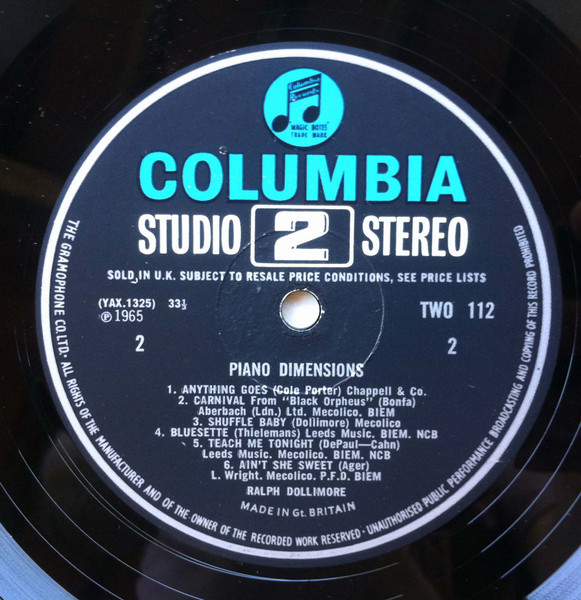 Columbia
Records
"MAGIC NOTES"
TRADE MARK
COLUMBIA
STUDIO 2 STEREO
SOLD IN U.K. SUBJECT TO RESALE PRICE CONDITIONS, SEE PRICE LISTS
(YAX.1325) 33⅓
TWO 112
℗1965
2
2
PIANO DIMENSIONS
1. ANYTHING GOES (Cole Porter) Chappell & Co.
2. CARNIVAL From "Black Orpheus" (Bonfa)
Aberbach (Ldn.) Ltd. Mecolico. BIEM
3. SHUFFLE BABY (Dollimore) Mecolico
4. BLUESETTE (Thielemans) Leeds Music. BIEM. NCB
5. TEACH ME TONIGHT (DePaul—Cahn)
Leeds Music. Mecolico. BIEM. NCB
6. AIN'T SHE SWEET (Ager)
L. Wright. Mecolico. P.F.D. BIEM
RALPH DOLLIMORE
MADE IN Gt. BRITAIN
THE GRAMOPHONE CO. LTD. · ALL RIGHTS OF THE MANUFACTURER AND OF THE OWNER OF THE RECORDED WORK RESERVED · UNAUTHORISED PUBLIC PERFORMANCE BROADCASTING AND COPYING OF THIS RECORD PROHIBITED